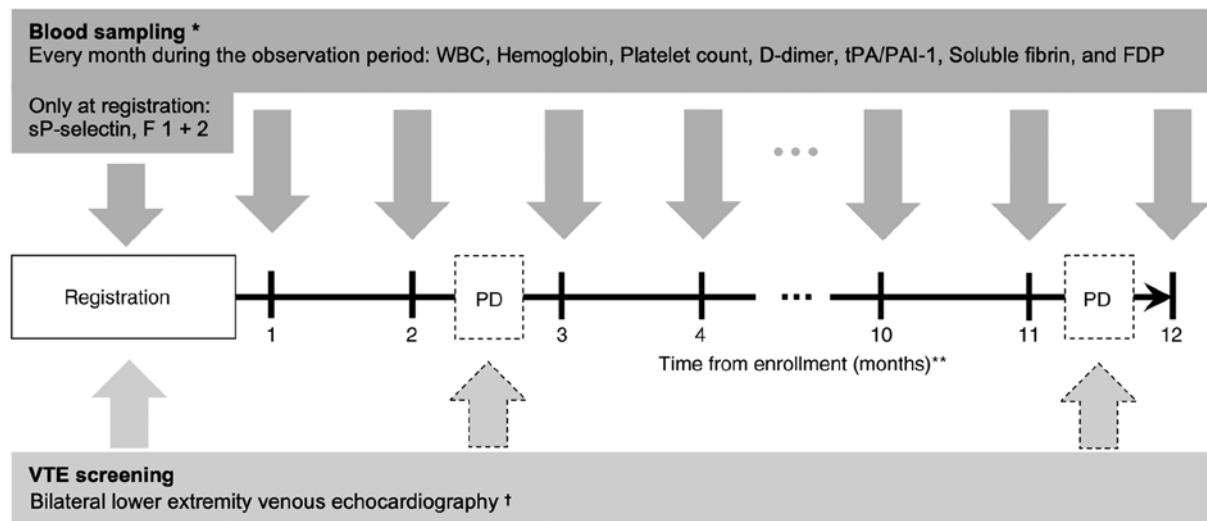 Blood sampling *
Every month during the observation period: WBC, Hemoglobin, Platelet count, D-dimer, tPA/PAI-1, Soluble fibrin, and FDP
Only at registration:
sP-selectin, F 1 + 2
Registration
PD
PD
1
2
3
4
10
11
12
Time from enrollment (months)**
VTE screening
Bilateral lower extremity venous echocardiography †